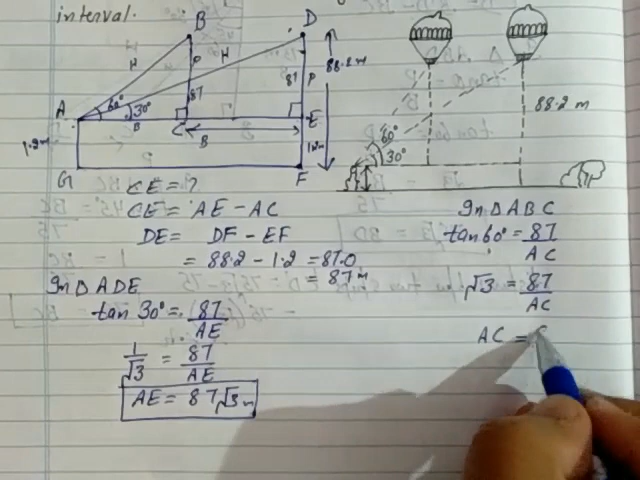 interval.
B
D
H
H
P
87
87
P
88.2 m
A
60°
30°
B
C
E
B
1.2m
1.2m
G
F
88.2 m
60°
30°
CE = ?
CE = AE - AC
DE = DF - EF
= 88.2 - 1.2 = 87.0
= 87 m
In Δ ADE
tan 30° = 87
AE
1 = 87
√3 AE
AE = 87√3 m
In Δ ABC
tan 60° = 87
AC
√3 = 87
AC
AC =